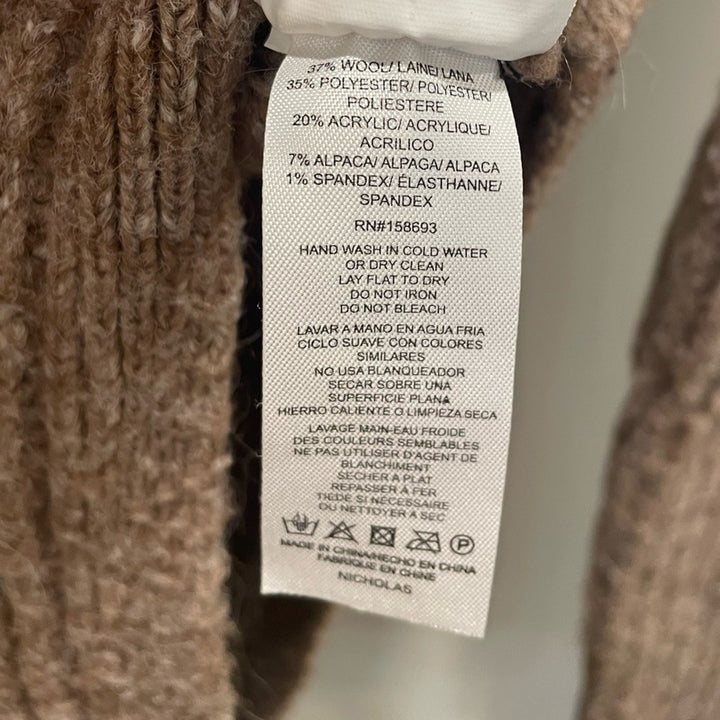 37% WOOL/ LAINE/ LANA
35% POLYESTER/ POLYESTER/
POLIESTERE
20% ACRYLIC/ ACRYLIQUE/
ACRILICO
7% ALPACA/ ALPAGA/ ALPACA
1% SPANDEX/ ÉLASTHANNE/
SPANDEX
RN#158693
HAND WASH IN COLD WATER
OR DRY CLEAN
LAY FLAT TO DRY
DO NOT IRON
DO NOT BLEACH
LAVAR A MANO EN AGUA FRIA
CICLO SUAVE CON COLORES
SIMILARES
NO USA BLANQUEADOR
SECAR SOBRE UNA
SUPERFICIE PLANA
HIERRO CALIENTE O LIMPIEZA SECA
LAVAGE MAIN-EAU FROIDE
DES COULEURS SEMBLABLES
NE PAS UTILISER D'AGENT DE
BLANCHIMENT
SECHER A PLAT
REPASSER A FER
TIEDE SI NÉCESSAIRE
OU NETTOYER A SEC
P
MADE IN CHINA/HECHO EN CHINA
FABRIQUE EN CHINE
NICHOLAS